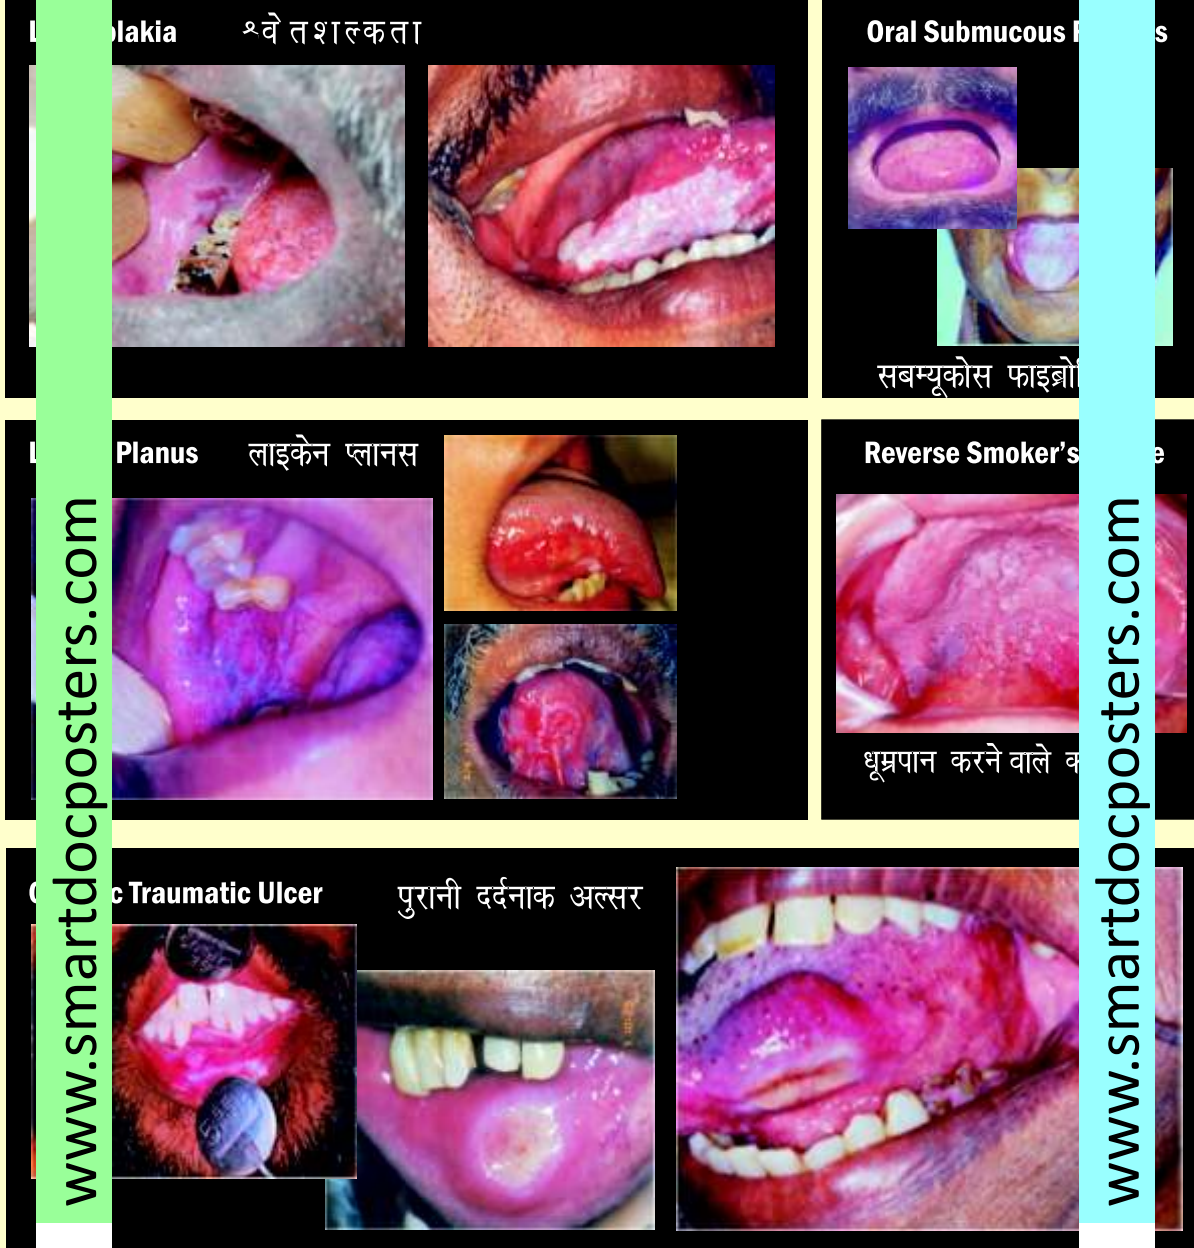 L lakia श्वेतशल्कता
Oral Submucous F s
सबम्यूकोस फाइब्रो
L Planus लाइकेन प्लानस
Reverse Smoker's e
धूम्रपान करने वाले क
C c Traumatic Ulcer पुरानी दर्दनाक अल्सर
www.smartdocposters.com
www.smartdocposters.com